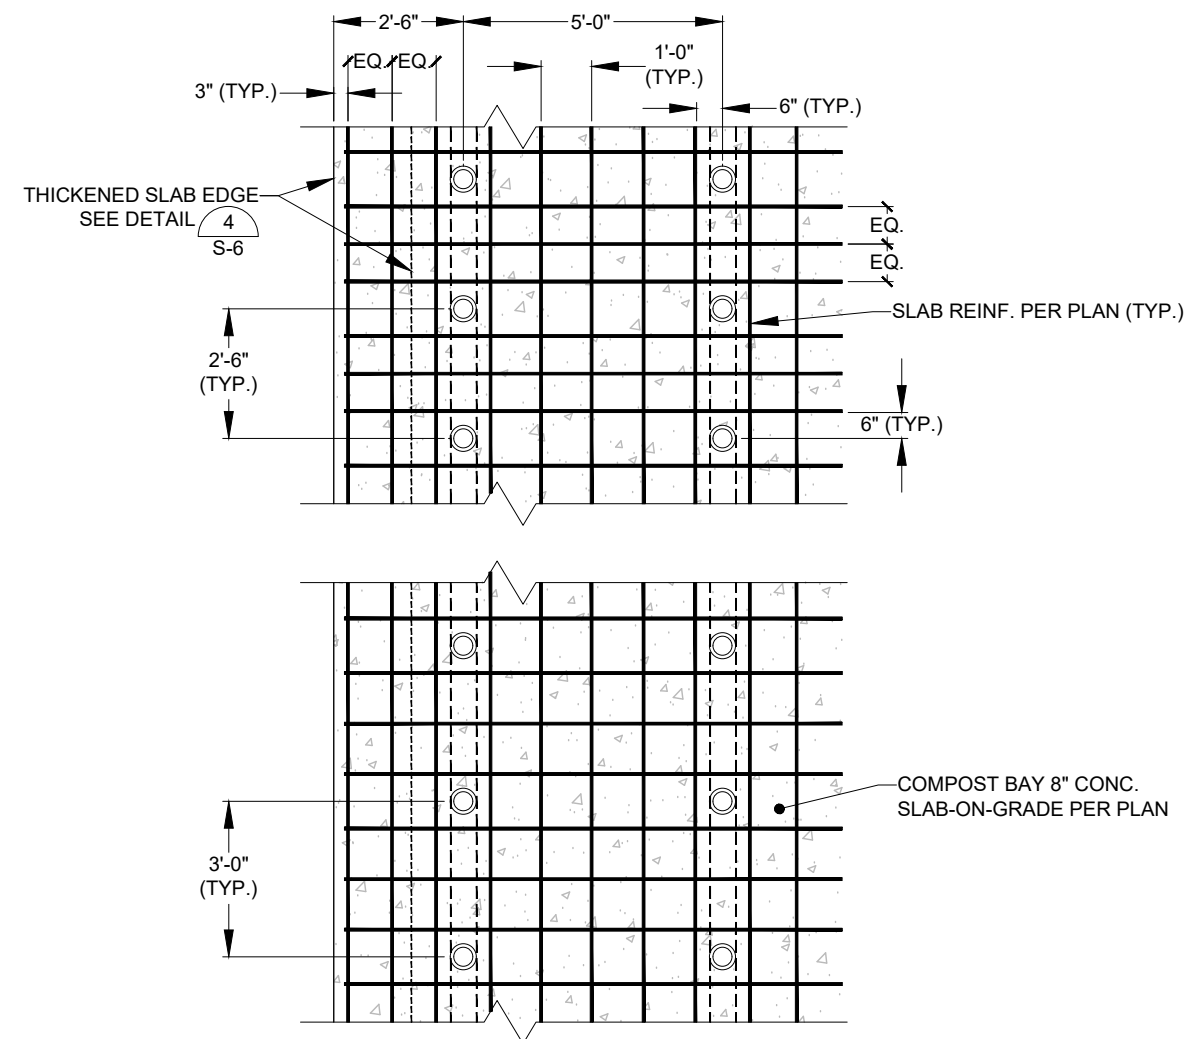 2'-6"
5'-0"
EQ.
EQ.
1'-0"
(TYP.)
3" (TYP.)
6" (TYP.)
THICKENED SLAB EDGE
SEE DETAIL
4
S-6
EQ.
EQ.
SLAB REINF. PER PLAN (TYP.)
2'-6"
(TYP.)
6" (TYP.)
COMPOST BAY 8" CONC.
SLAB-ON-GRADE PER PLAN
3'-0"
(TYP.)